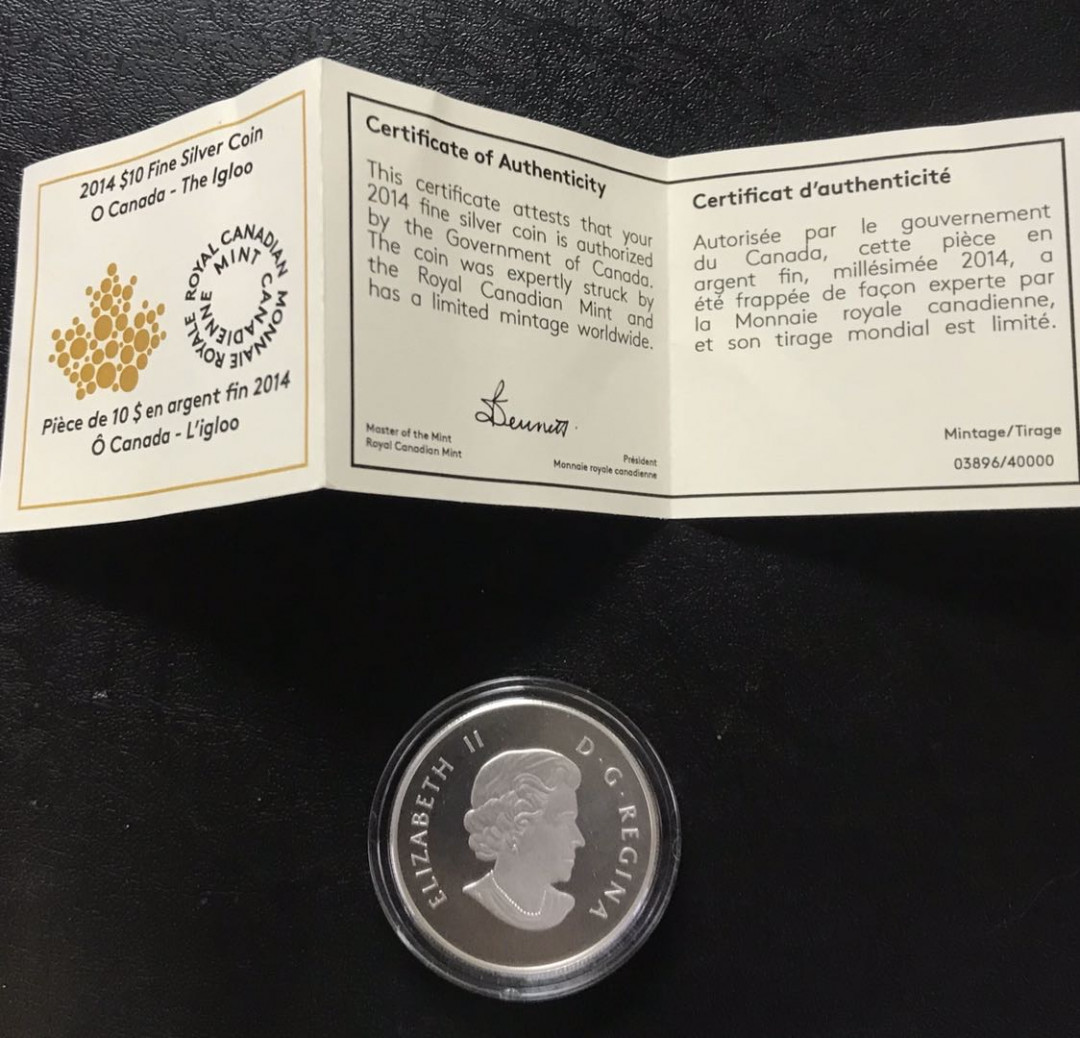 2014 $10 Fine Silver Coin
O Canada - The Igloo
ROYAL CANADIAN MINT
MONNAIE ROYALE CANADIENNE
Pièce de 10 $ en argent fin 2014
Ô Canada - L'igloo
Certificate of Authenticity
This certificate attests that your
2014 fine silver coin is authorized
by the Government of Canada.
The coin was expertly struck by
the Royal Canadian Mint and
has a limited mintage worldwide.
Bennett
Master of the Mint
Royal Canadian Mint
Président
Monnaie royale canadienne
Certificat d'authenticité
Autorisée par le gouvernement
du Canada, cette pièce en
argent fin, millésimée 2014, a
été frappée de façon experte par
la Monnaie royale canadienne,
et son tirage mondial est limité.
Mintage/Tirage
03896/40000
ELIZABETH II D·G·REGINA